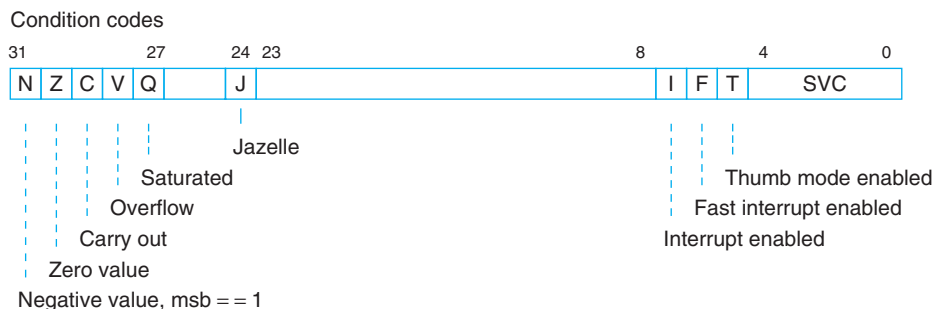 Condition codes
31 27 24 23 8 4 0
N Z C V Q J I F T SVC
Jazelle
Saturated Thumb mode enabled
Overflow Fast interrupt enabled
Carry out Interrupt enabled
Zero value
Negative value, msb = = 1